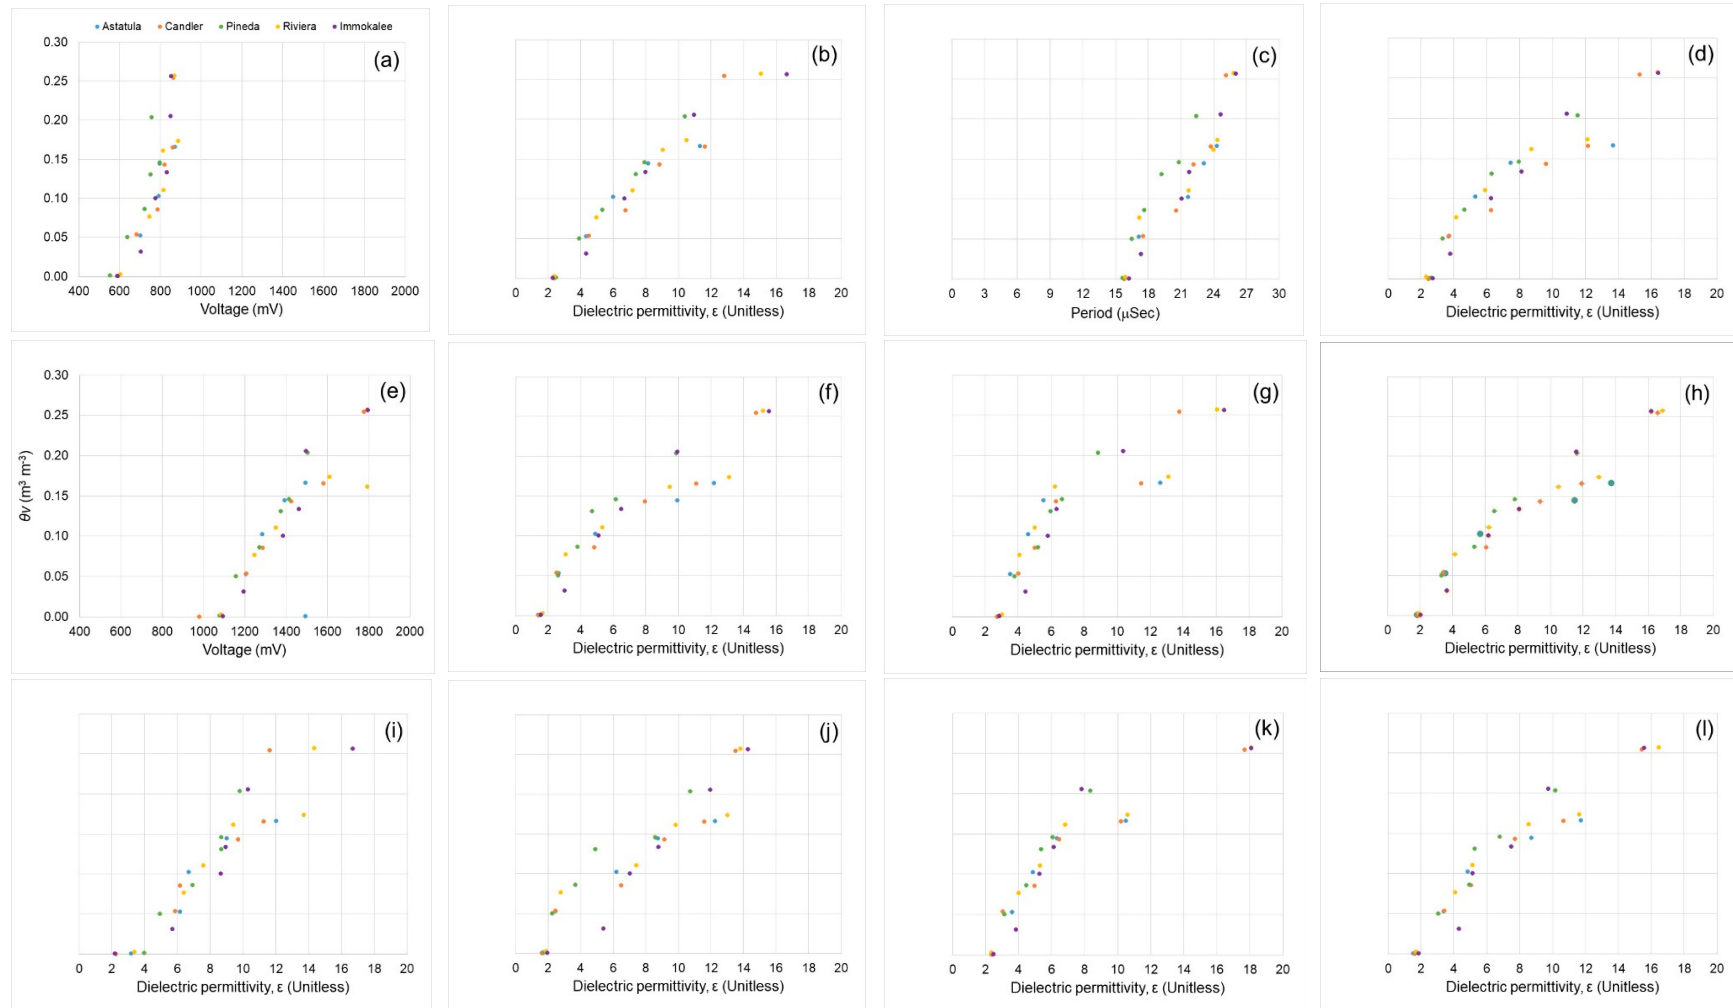 Astatula Candler Pineda Riviera Immokalee
(a)
0.30
0.25
0.20
0.15
0.10
0.05
0.00
400 600 800 1000 1200 1400 1600 1800 2000
Voltage (mV)
(b)
0 2 4 6 8 10 12 14 16 18 20
Dielectric permittivity, ε (Unitless)
(c)
0 3 6 9 12 15 18 21 24 27 30
Period (μSec)
(d)
0 2 4 6 8 10 12 14 16 18 20
Dielectric permittivity, ε (Unitless)
(e)
θv (m³ m⁻³)
0.30
0.25
0.20
0.15
0.10
0.05
0.00
400 600 800 1000 1200 1400 1600 1800 2000
Voltage (mV)
(f)
0 2 4 6 8 10 12 14 16 18 20
Dielectric permittivity, ε (Unitless)
(g)
0 2 4 6 8 10 12 14 16 18 20
Dielectric permittivity, ε (Unitless)
(h)
0 2 4 6 8 10 12 14 16 18 20
Dielectric permittivity, ε (Unitless)
(i)
0 2 4 6 8 10 12 14 16 18 20
Dielectric permittivity, ε (Unitless)
(j)
0 2 4 6 8 10 12 14 16 18 20
Dielectric permittivity, ε (Unitless)
(k)
0 2 4 6 8 10 12 14 16 18 20
Dielectric permittivity, ε (Unitless)
(l)
0 2 4 6 8 10 12 14 16 18 20
Dielectric permittivity, ε (Unitless)